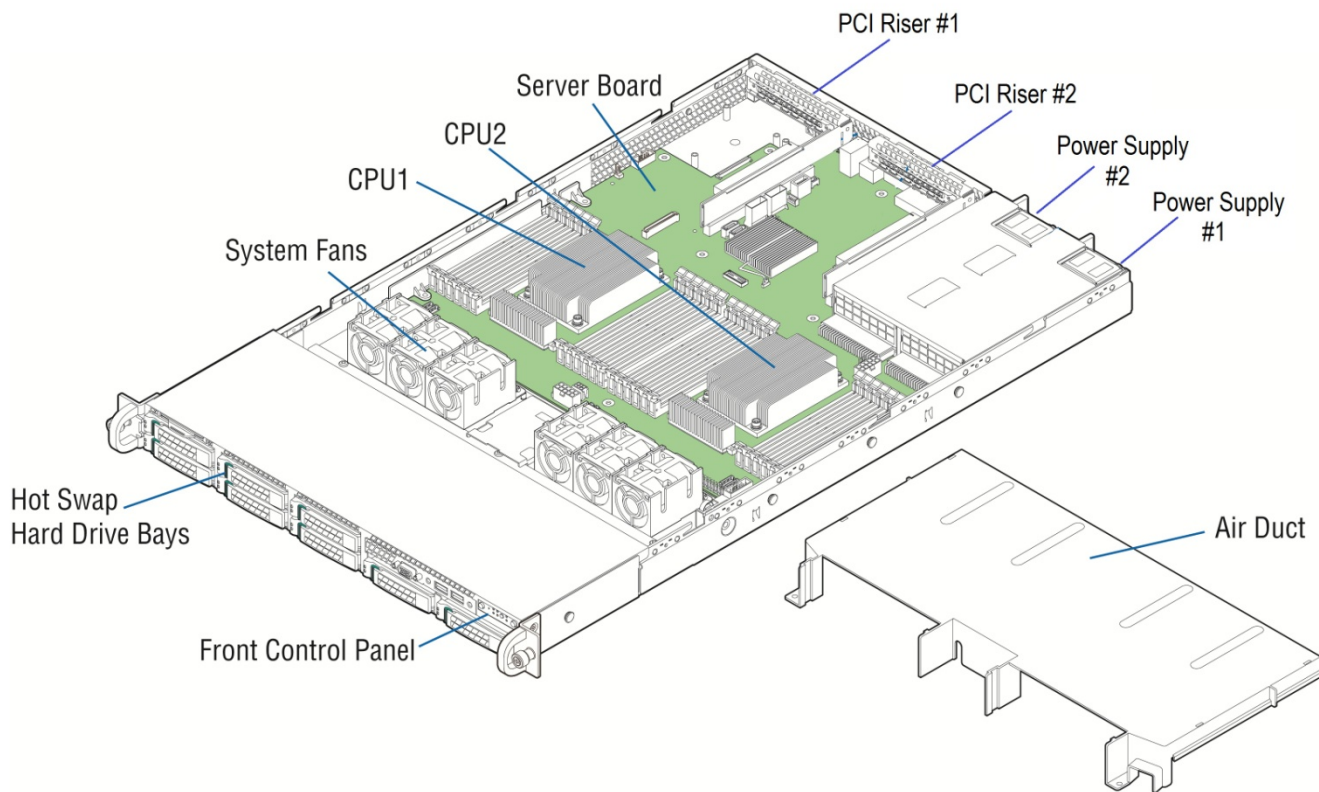 PCI Riser #1
PCI Riser #2
Server Board
CPU2
Power Supply
#2
CPU1
Power Supply
#1
System Fans
Hot Swap
Hard Drive Bays
Air Duct
Front Control Panel